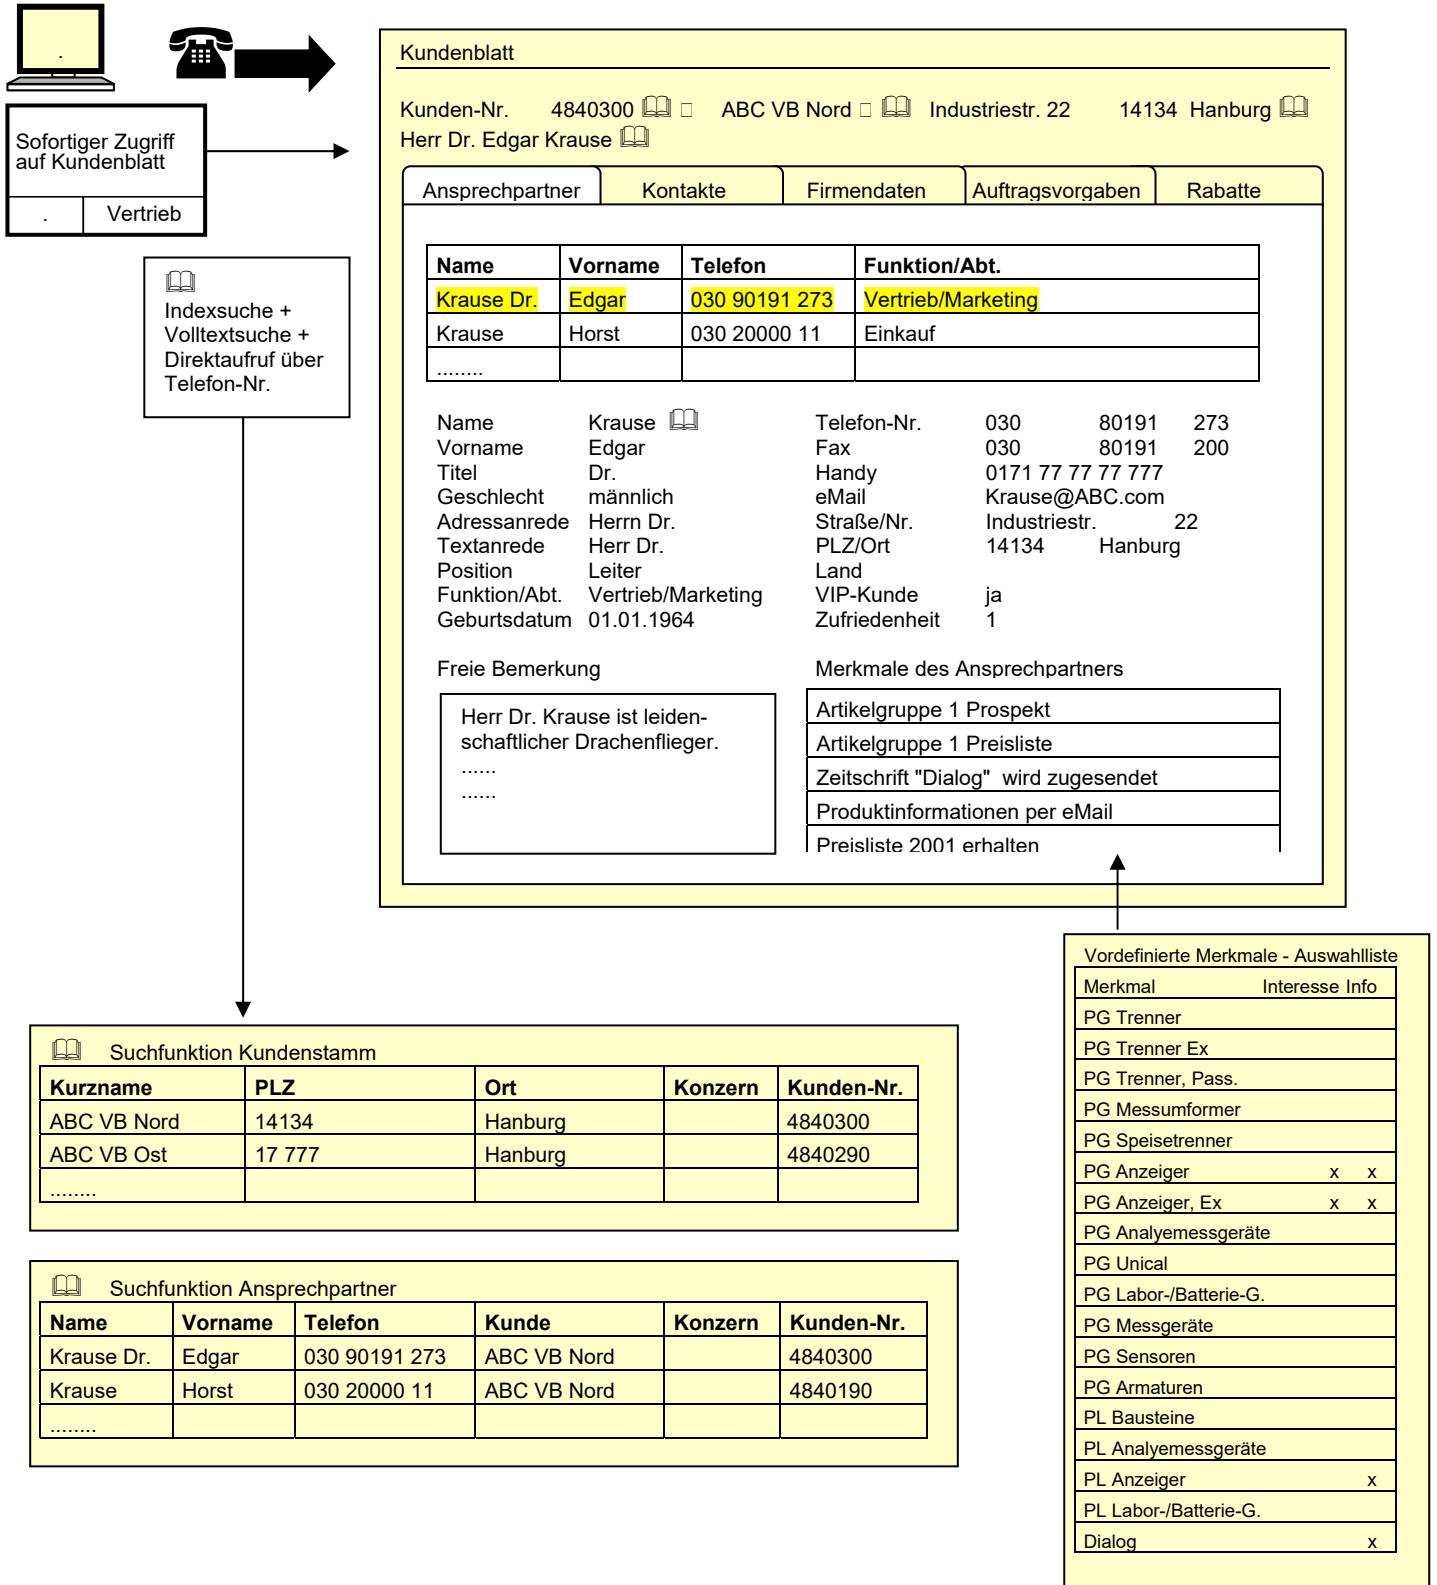 .
Sofortiger Zugriff
auf Kundenblatt
. Vertrieb
Indexsuche +
Volltextsuche +
Direktaufruf über
Telefon-Nr.
Kundenblatt
Kunden-Nr. 4840300 ABC VB Nord Industriestr. 22 14134 Hanburg
Herr Dr. Edgar Krause
Ansprechpartner Kontakte Firmendaten Auftragsvorgaben Rabatte
Name Vorname Telefon Funktion/Abt.
Krause Dr. Edgar 030 90191 273 Vertrieb/Marketing
Krause Horst 030 20000 11 Einkauf
........
Name Krause Telefon-Nr. 030 80191 273
Vorname Edgar Fax 030 80191 200
Titel Dr. Handy 0171 77 77 77 777
Geschlecht männlich eMail Krause@ABC.com
Adressanrede Herrn Dr. Straße/Nr. Industriestr. 22
Textanrede Herr Dr. PLZ/Ort 14134 Hanburg
Position Leiter Land
Funktion/Abt. Vertrieb/Marketing VIP-Kunde ja
Geburtsdatum 01.01.1964 Zufriedenheit 1
Freie Bemerkung Merkmale des Ansprechpartners
Herr Dr. Krause ist leiden-
schaftlicher Drachenflieger.
......
......
Artikelgruppe 1 Prospekt
Artikelgruppe 1 Preisliste
Zeitschrift "Dialog" wird zugesendet
Produktinformationen per eMail
Preisliste 2001 erhalten
Vordefinierte Merkmale - Auswahlliste
Merkmal Interesse Info
PG Trenner
PG Trenner Ex
PG Trenner, Pass.
PG Messumformer
PG Speisetrenner
PG Anzeiger x x
PG Anzeiger, Ex x x
PG Analyemessgeräte
PG Unical
PG Labor-/Batterie-G.
PG Messgeräte
PG Sensoren
PG Armaturen
PL Bausteine
PL Analyemessgeräte
PL Anzeiger x
PL Labor-/Batterie-G.
Dialog x
Suchfunktion Kundenstamm
Kurzname PLZ Ort Konzern Kunden-Nr.
ABC VB Nord 14134 Hanburg 4840300
ABC VB Ost 17 777 Hanburg 4840290
........
Suchfunktion Ansprechpartner
Name Vorname Telefon Kunde Konzern Kunden-Nr.
Krause Dr. Edgar 030 90191 273 ABC VB Nord 4840300
Krause Horst 030 20000 11 ABC VB Nord 4840190
........